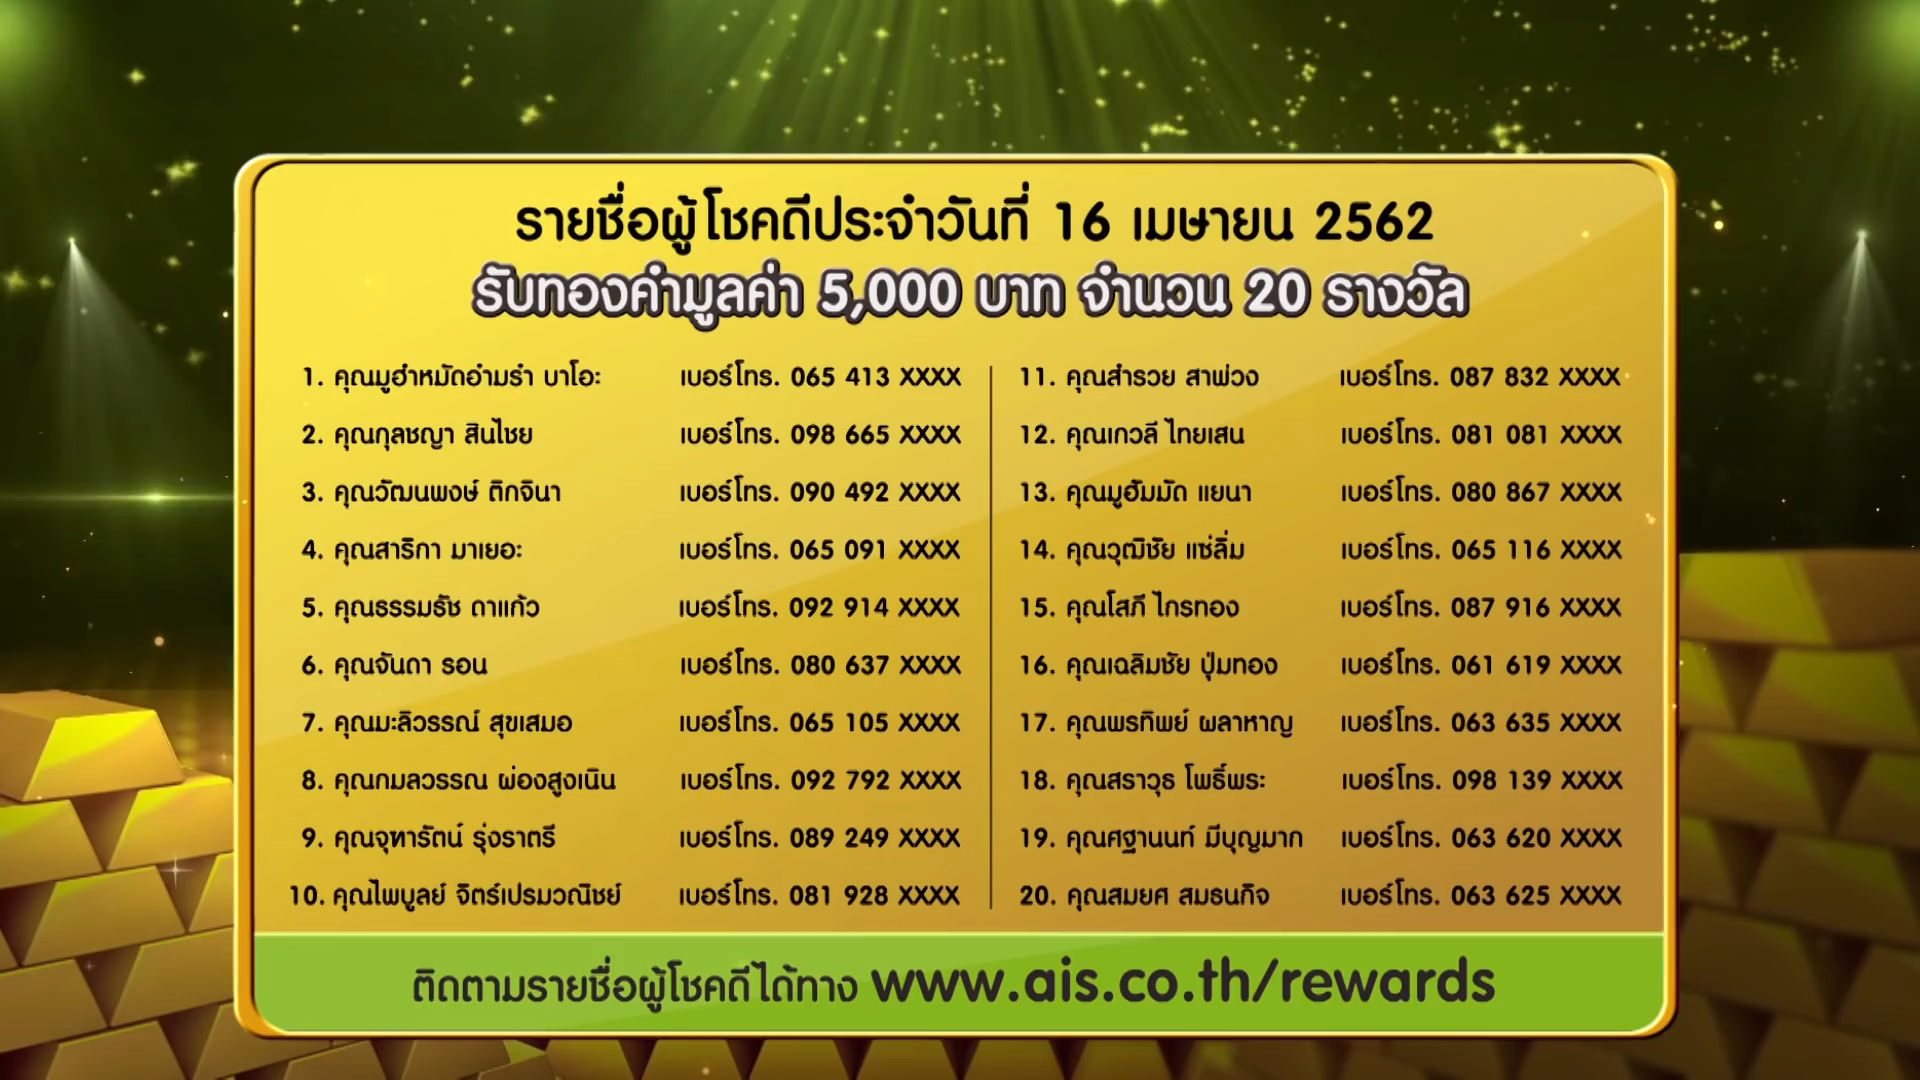 รายชื่อผู้โชคดีประจำวันที่ 16 เมษายน 2562
รับทองคำมูลค่า 5,000 บาท จำนวน 20 รางวัล
1. คุณมูฮำหมัดอำมรำ บาโอะ เบอร์โทร. 065 413 XXXX
2. คุณกุลชญา สินไชย เบอร์โทร. 098 665 XXXX
3. คุณวัฒนพงษ์ ติกจินา เบอร์โทร. 090 492 XXXX
4. คุณสาริกา มาเยอะ เบอร์โทร. 065 091 XXXX
5. คุณธรรมธัช ดาแก้ว เบอร์โทร. 092 914 XXXX
6. คุณจันดา รอน เบอร์โทร. 080 637 XXXX
7. คุณมะลิวรรณ์ สุขเสมอ เบอร์โทร. 065 105 XXXX
8. คุณกมลวรรณ ผ่องสูงเนิน เบอร์โทร. 092 792 XXXX
9. คุณจุฑารัตน์ รุ่งราตรี เบอร์โทร. 089 249 XXXX
10. คุณไพบูลย์ จิตร์เปรมวณิชย์ เบอร์โทร. 081 928 XXXX
11. คุณสำรวย สาพ่วง เบอร์โทร. 087 832 XXXX
12. คุณเกวลี ไทยเสน เบอร์โทร. 081 081 XXXX
13. คุณมูฮัมมัด แยนา เบอร์โทร. 080 867 XXXX
14. คุณวุฒิชัย แซ่ลิ่ม เบอร์โทร. 065 116 XXXX
15. คุณโสภี ไกรทอง เบอร์โทร. 087 916 XXXX
16. คุณเฉลิมชัย ปุ่มทอง เบอร์โทร. 061 619 XXXX
17. คุณพรทิพย์ ผลาหาญ เบอร์โทร. 063 635 XXXX
18. คุณสราวุธ โพธิ์พระ เบอร์โทร. 098 139 XXXX
19. คุณศฐานนท์ มีบุญมาก เบอร์โทร. 063 620 XXXX
20. คุณสมยศ สมธนกิจ เบอร์โทร. 063 625 XXXX
ติดตามรายชื่อผู้โชคดีได้ทาง www.ais.co.th/rewards